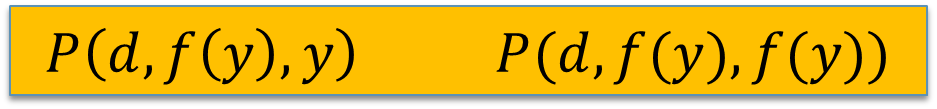 P(d, f(y), y) P(d, f(y), f(y))